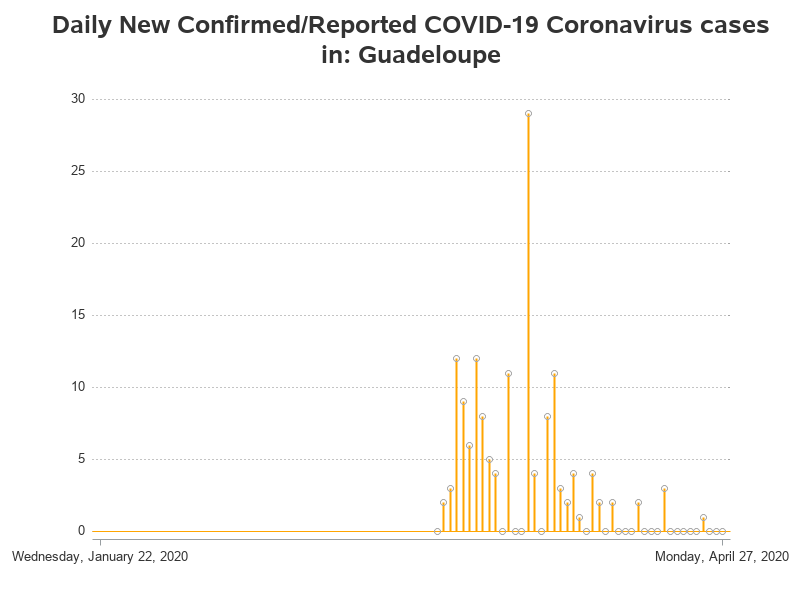 Daily New Confirmed/Reported COVID-19 Coronavirus cases
in: Guadeloupe
30
25
20
15
10
5
0
Wednesday, January 22, 2020
Monday, April 27, 2020